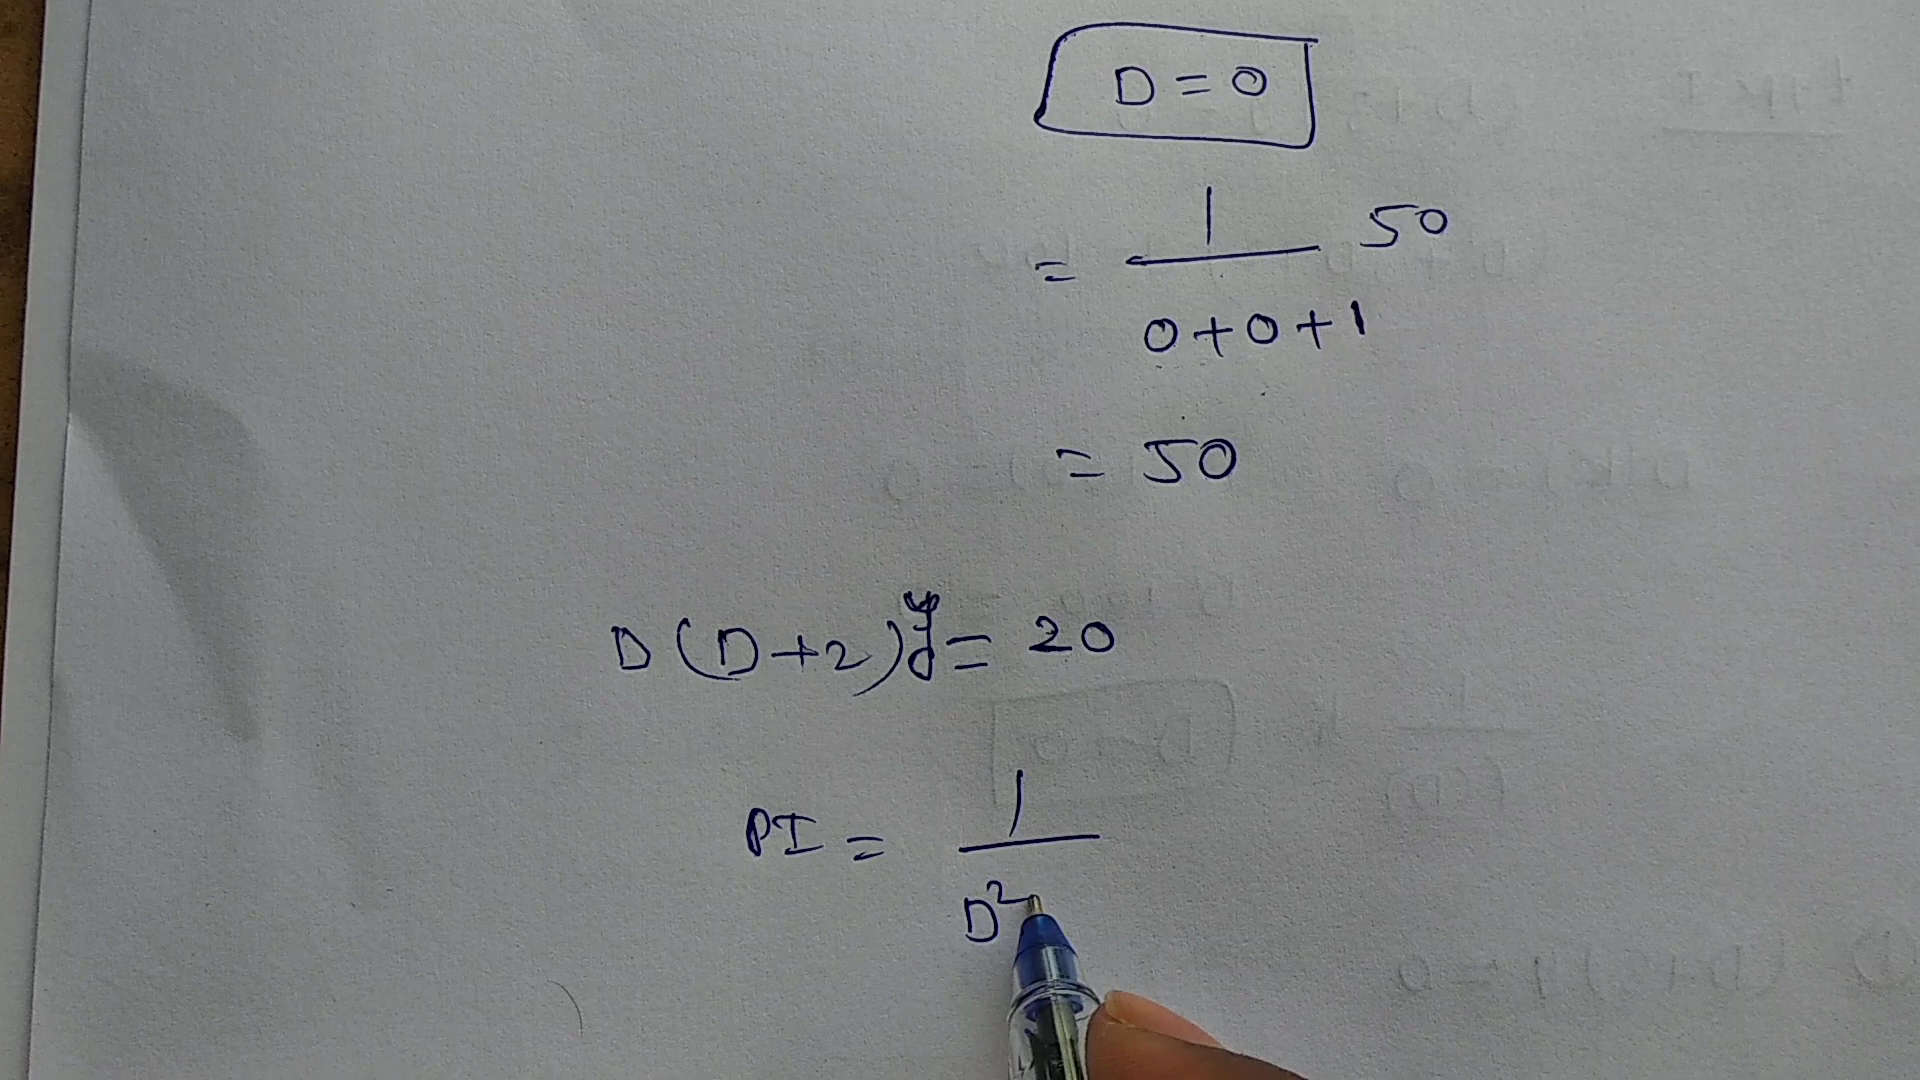 D = 0
= 1/(0+0+1) 50
= 50
D(D+2)y = 20
PI = 1/D²